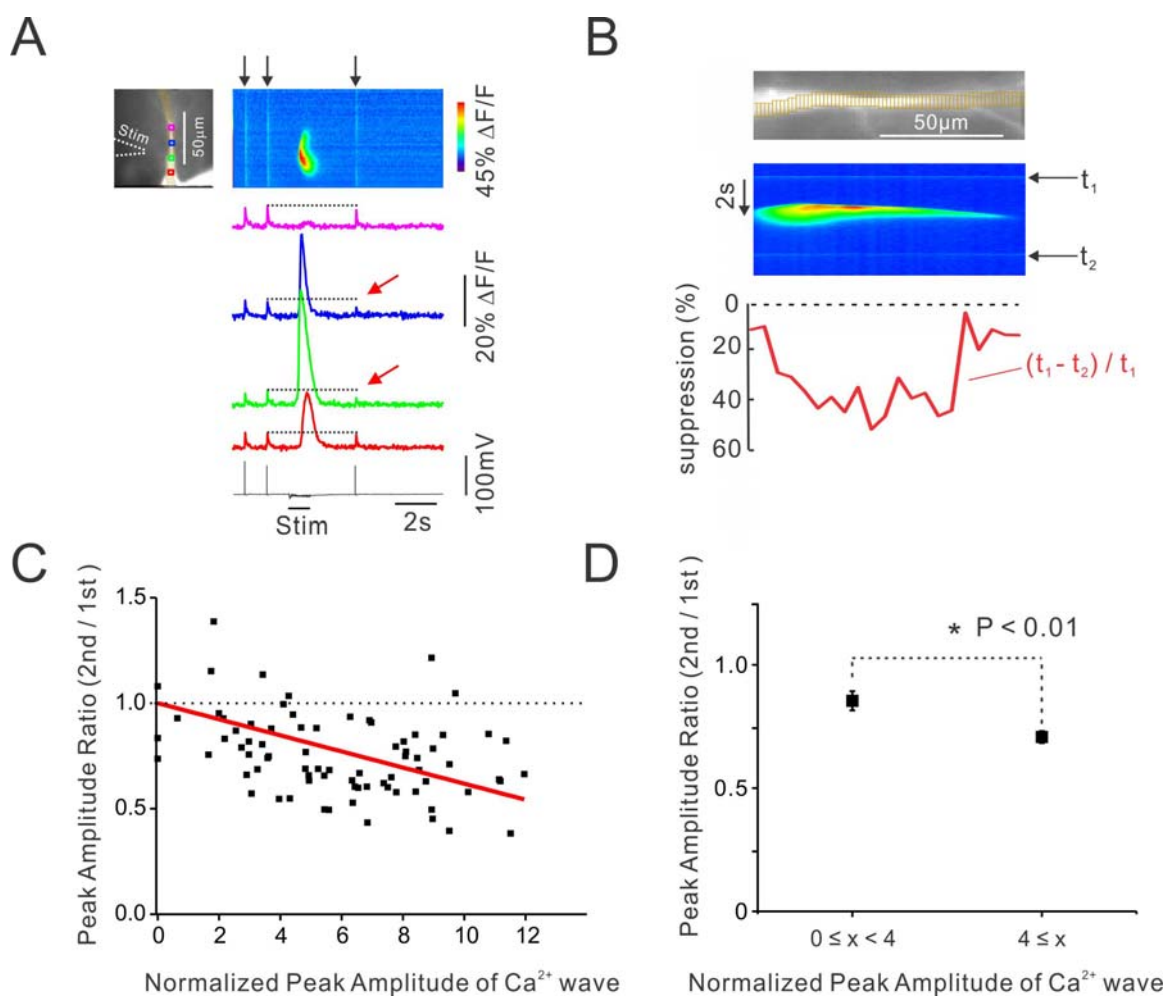 A
Stim
50μm
45% ΔF/F
20% ΔF/F
100mV
Stim
2s
B
50μm
2s
t₁
t₂
suppression (%)
0
20
40
60
(t₁ - t₂) / t₁
C
Peak Amplitude Ratio (2nd / 1st )
1.5
1.0
0.5
0.0
0 2 4 6 8 10 12
Normalized Peak Amplitude of Ca²⁺ wave
D
Peak Amplitude Ratio (2nd / 1st)
1.0
0.5
0
* P < 0.01
0 ≤ x < 4
4 ≤ x
Normalized Peak Amplitude of Ca²⁺ wave